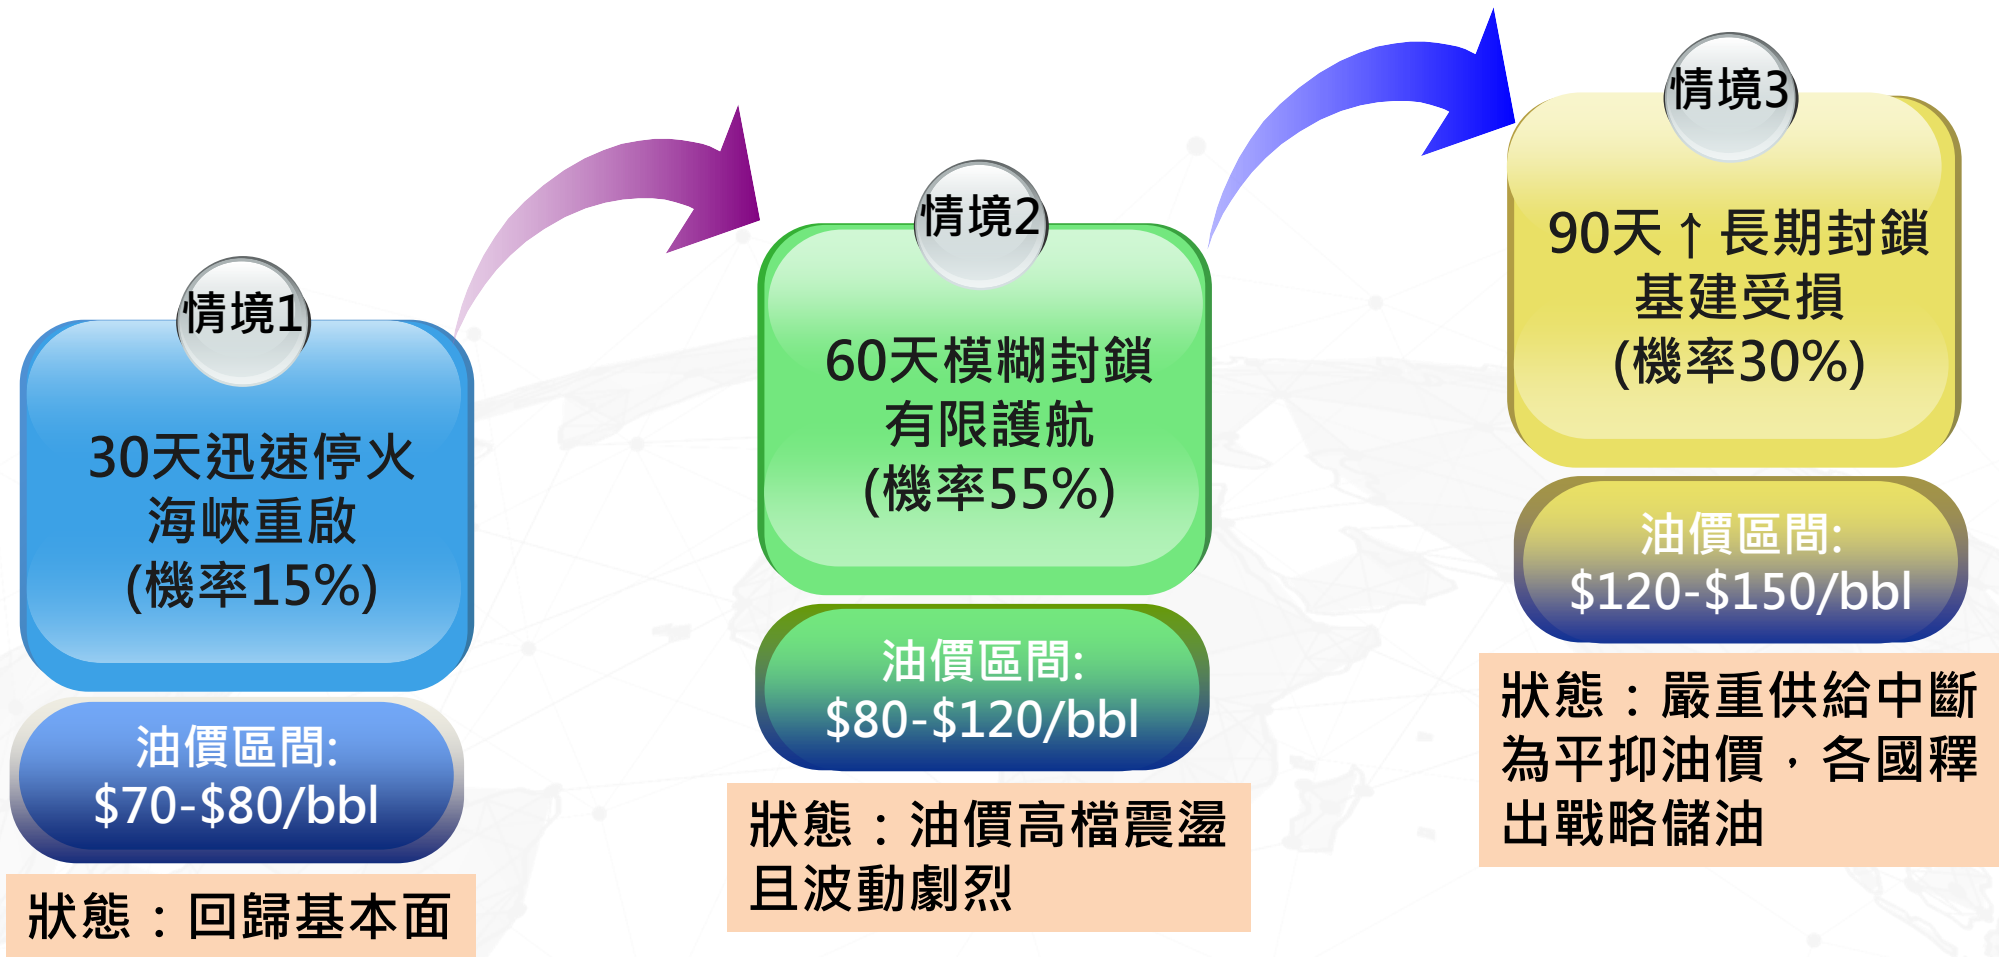 情境1
30天迅速停火
海峽重啟
(機率15%)
油價區間:
$70-$80/bbl
狀態：回歸基本面
情境2
60天模糊封鎖
有限護航
(機率55%)
油價區間:
$80-$120/bbl
狀態：油價高檔震盪
且波動劇烈
情境3
90天↑長期封鎖
基建受損
(機率30%)
油價區間:
$120-$150/bbl
狀態：嚴重供給中斷
為平抑油價，各國釋
出戰略儲油